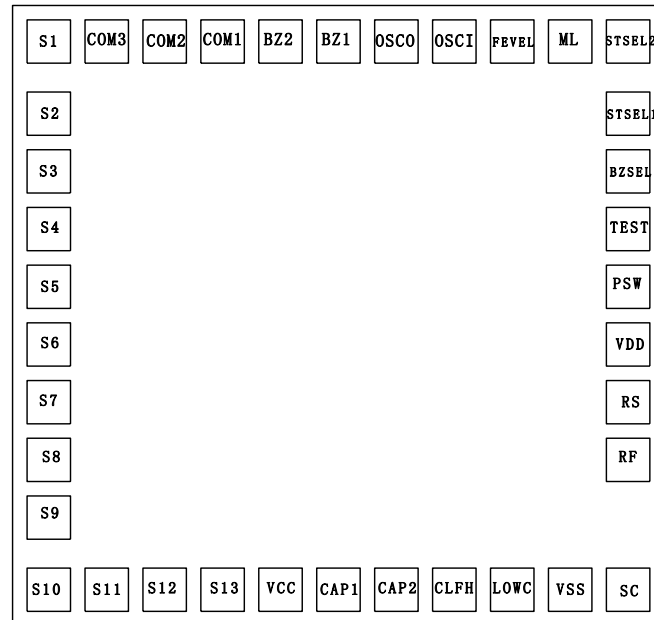 S1 COM3 COM2 COM1 BZ2 BZ1 OSCO OSCI FEVEL ML STSEL2
S2 STSEL1
S3 BZSEL
S4 TEST
S5 PSW
S6 VDD
S7 RS
S8 RF
S9
S10 S11 S12 S13 VCC CAP1 CAP2 CLFH LOWC VSS SC